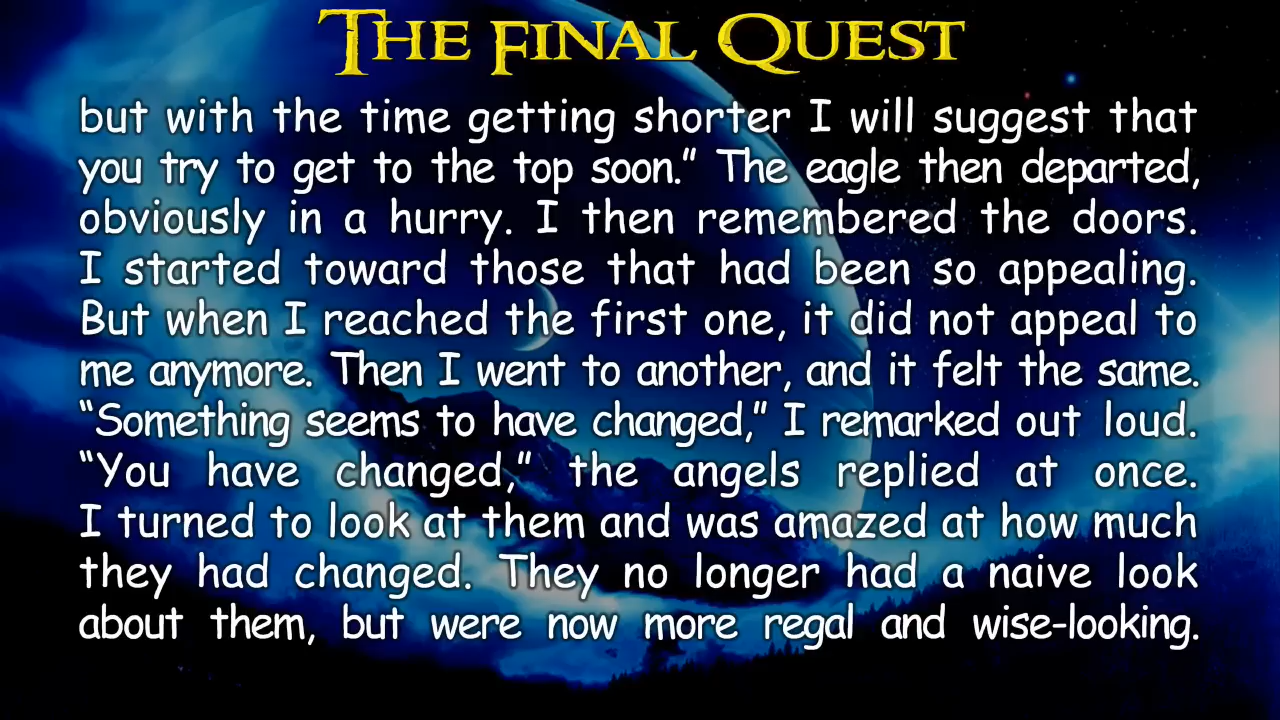 THE FINAL QUEST
but with the time getting shorter I will suggest that
you try to get to the top soon.” The eagle then departed,
obviously in a hurry. I then remembered the doors.
I started toward those that had been so appealing.
But when I reached the first one, it did not appeal to
me anymore. Then I went to another, and it felt the same.
“Something seems to have changed,” I remarked out loud.
“You have changed,” the angels replied at once.
I turned to look at them and was amazed at how much
they had changed. They no longer had a naive look
about them, but were now more regal and wise-looking.